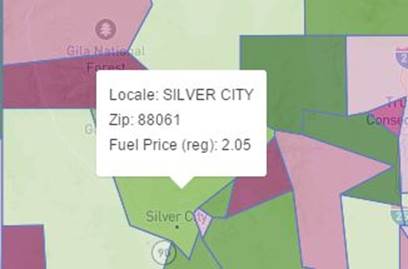 Gila National
Forest
Locale: SILVER CITY
Zip: 88061
Fuel Price (reg): 2.05
Silver City
90